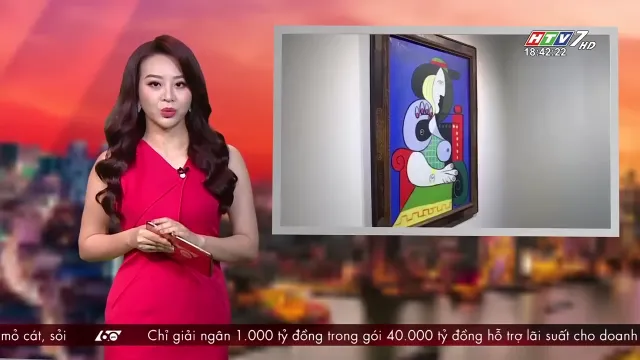 HTV7 HD
18:42:22
mỏ cát, sỏi
60
Chỉ giải ngân 1.000 tỷ đồng trong gói 40.000 tỷ đồng hỗ trợ lãi suất cho doanh